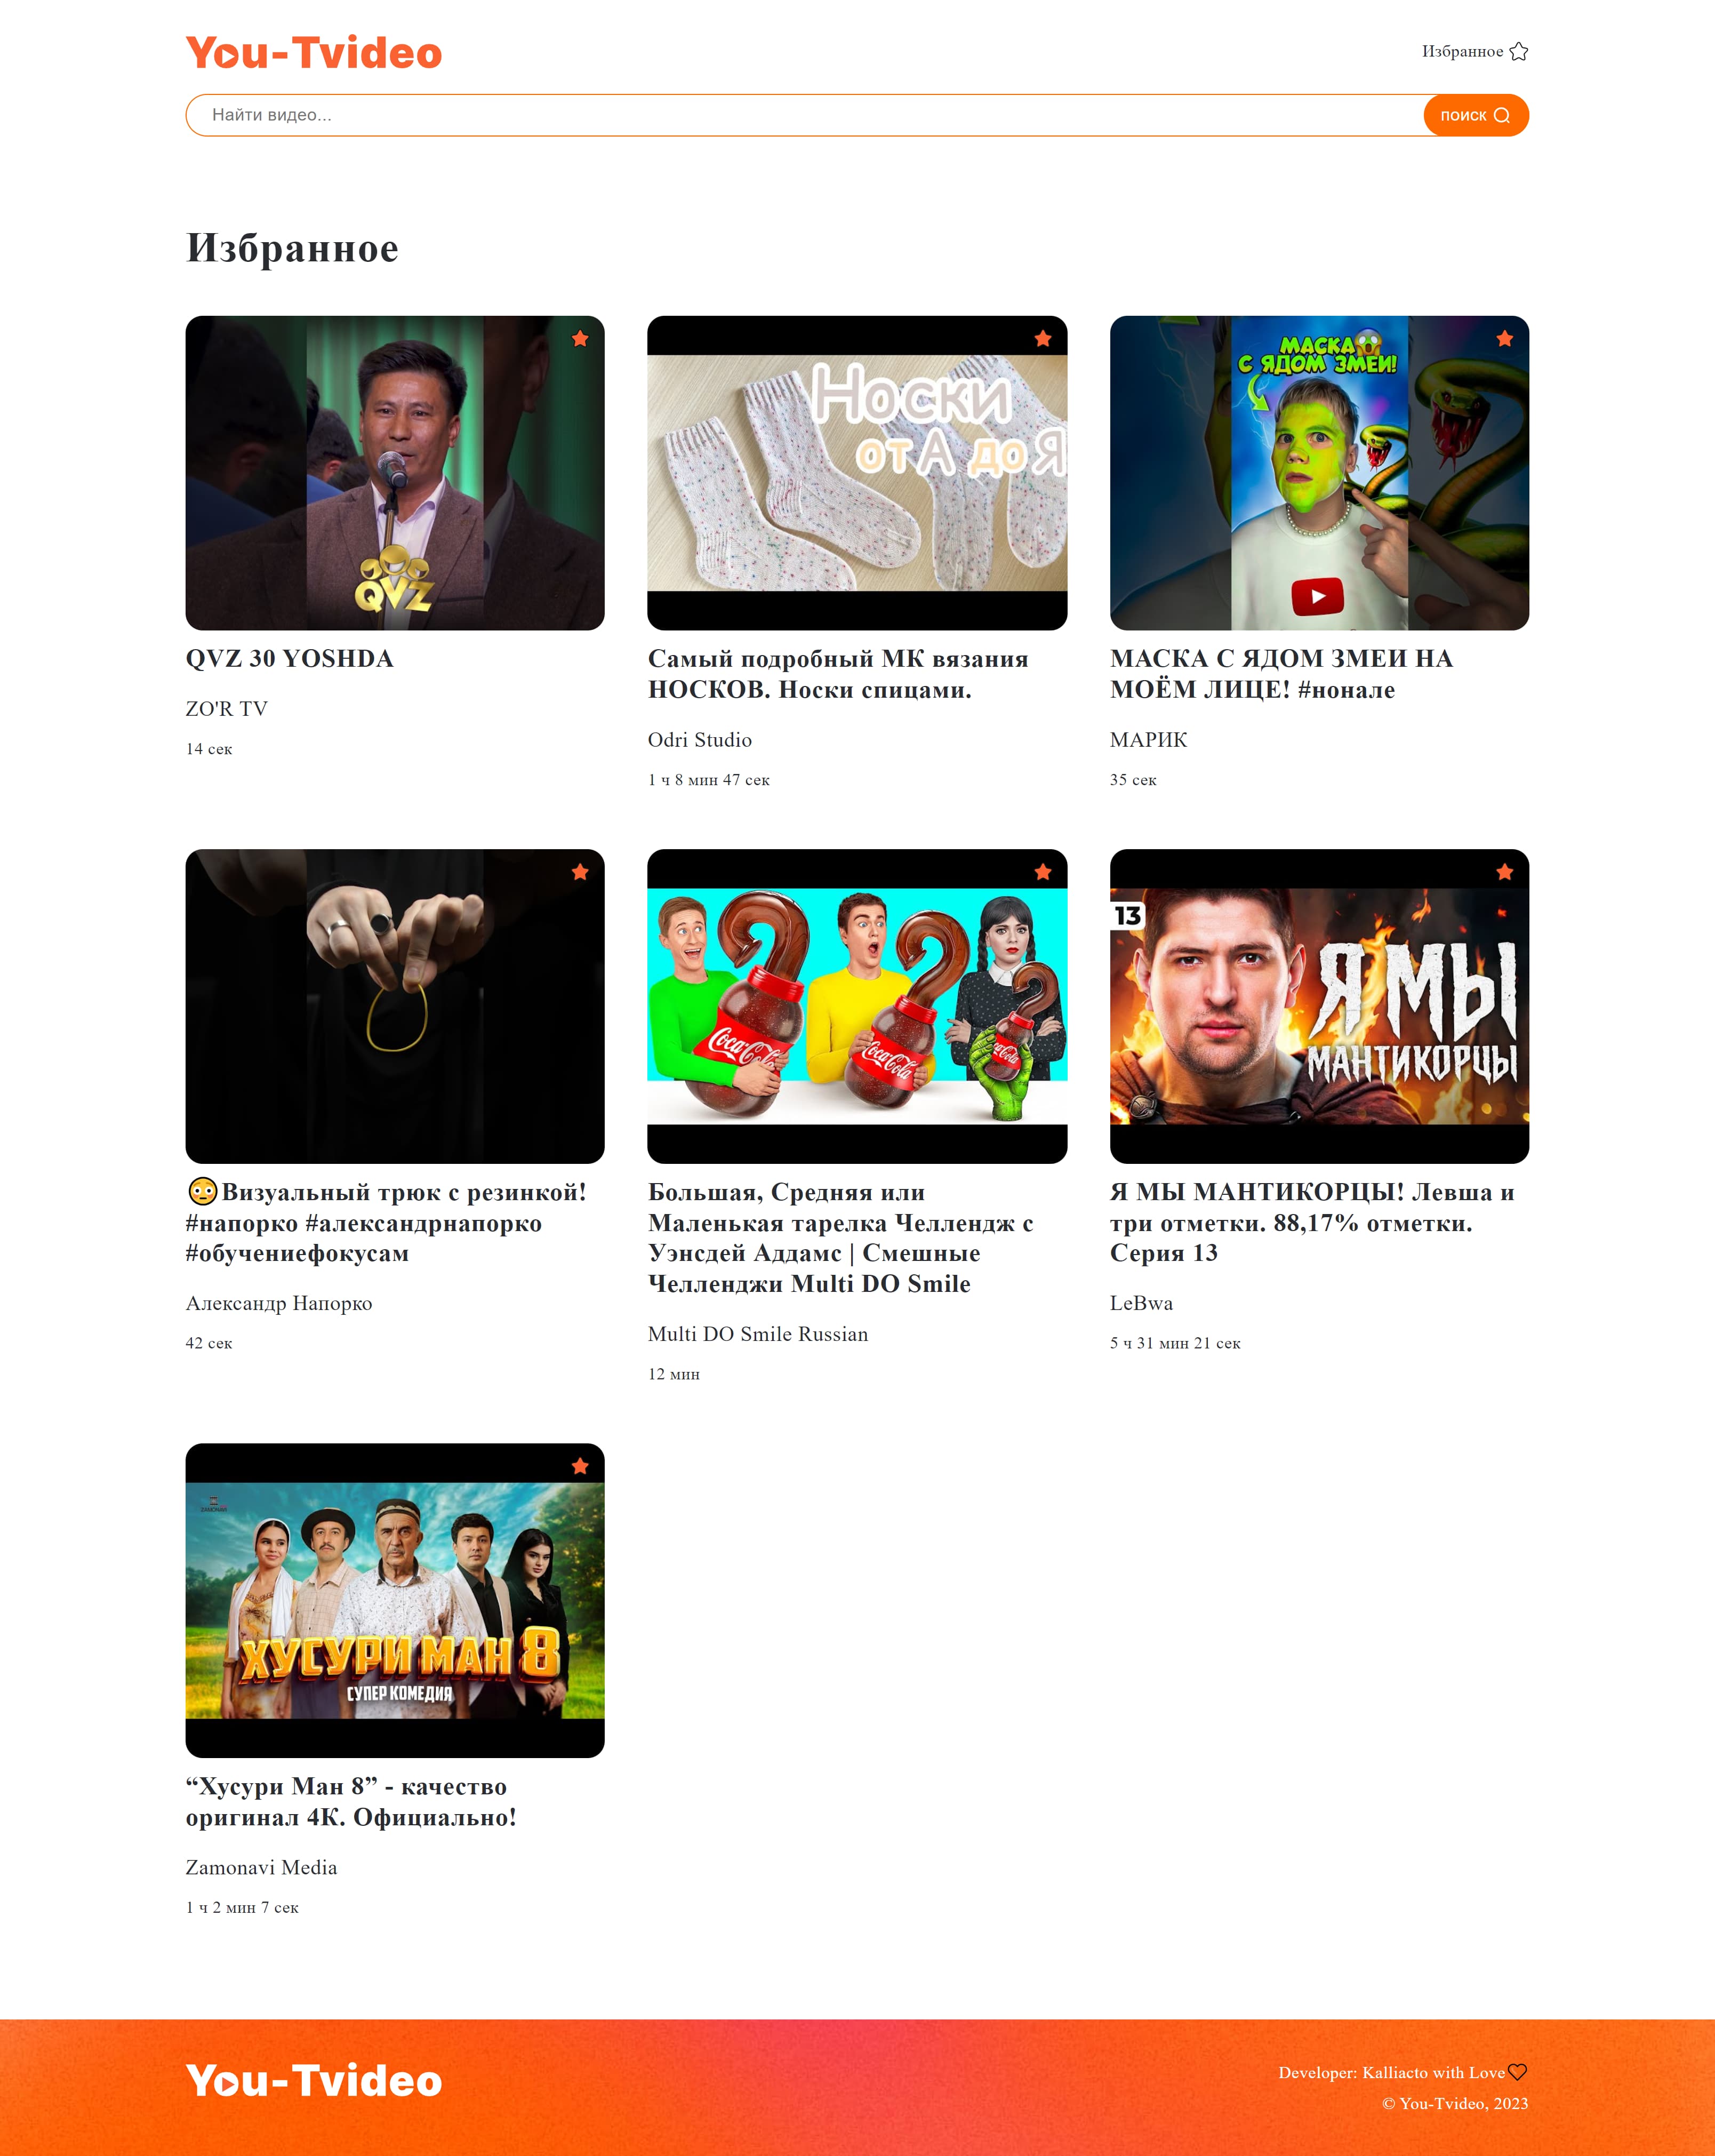 You-Tvideo
Избранное
Найти видео...
ПОИСК
Избранное
QVZ
QVZ 30 YOSHDA
ZO'R TV
14 сек
Носки
от А до Я
Самый подробный МК вязания
НОСКОВ. Носки спицами.
Odri Studio
1 ч 8 мин 47 сек
МАСКА
С ЯДОМ ЗМЕИ!
МАСКА С ЯДОМ ЗМЕИ НА
МОЁМ ЛИЦЕ! #нонале
МАРИК
35 сек
😳Визуальный трюк с резинкой!
#напорко #александрнапорко
#обучениефокусам
Александр Напорко
42 сек
Coca-Cola
Coca-Cola
Coca-Cola
Большая, Средняя или
Маленькая тарелка Челлендж с
Уэнсдей Аддамс | Смешные
Челленджи Multi DO Smile
Multi DO Smile Russian
12 мин
13
Я МЫ
МАНТИКОРЦЫ
Я МЫ МАНТИКОРЦЫ! Левша и
три отметки. 88,17% отметки.
Серия 13
LeBwa
5 ч 31 мин 21 сек
ХУСУРИ МАН 8
СУПЕР КОМЕДИЯ
“Хусури Ман 8” - качество
оригинал 4К. Официально!
Zamonavi Media
1 ч 2 мин 7 сек
You-Tvideo
Developer: Kalliacto with Love
© You-Tvideo, 2023